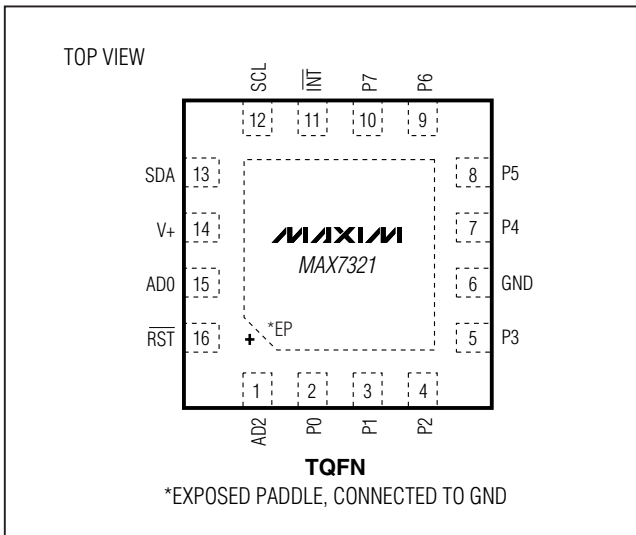 TOP VIEW
SCL
INT
P7
P6
12
11
10
9
SDA
13
8
P5
V+
14
7
P4
MAXIM
MAX7321
AD0
15
6
GND
RST
16
+
*EP
5
P3
1
2
3
4
AD2
P0
P1
P2
TQFN
*EXPOSED PADDLE, CONNECTED TO GND